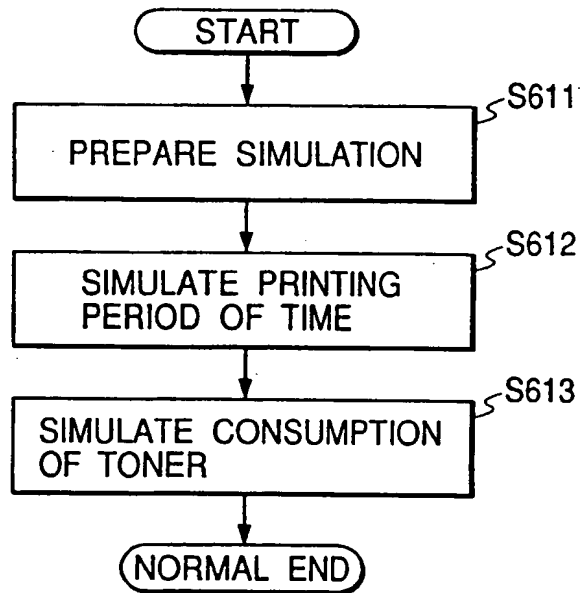 START
S611
PREPARE SIMULATION
S612
SIMULATE PRINTING
PERIOD OF TIME
S613
SIMULATE CONSUMPTION
OF TONER
NORMAL END